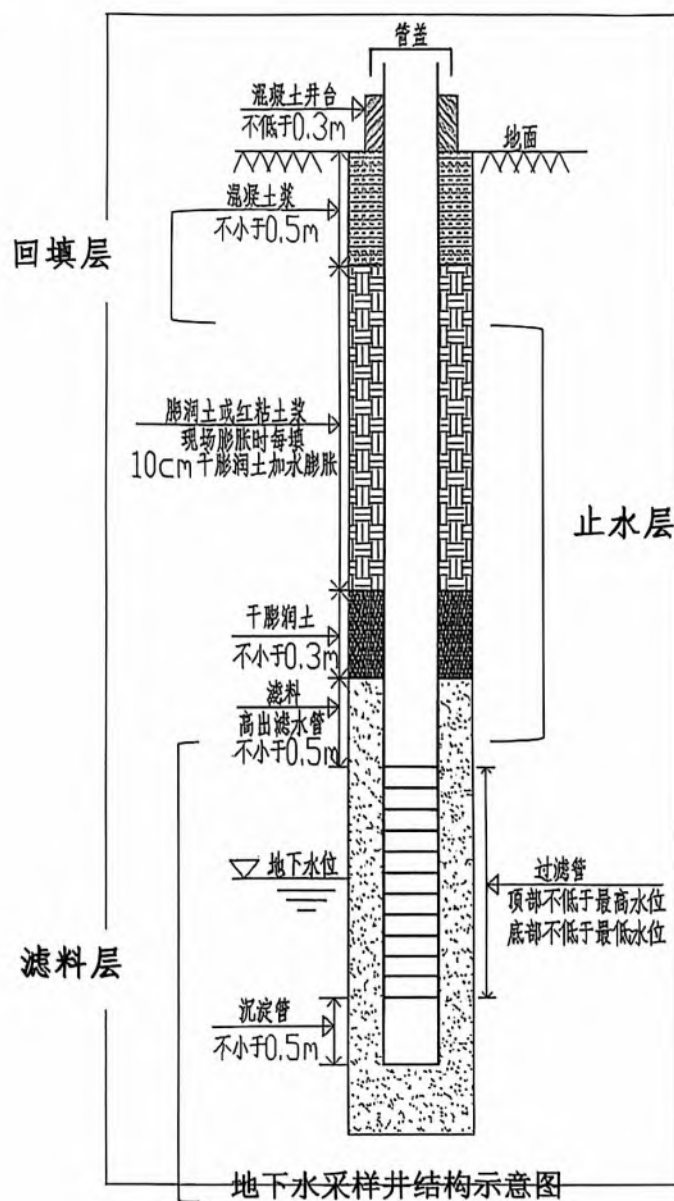 管盖
混凝土井台
不低于0.3m
地面
混凝土浆
不小于0.5m
回填层
膨润土或红粘土浆
现场膨胀时每填
10cm干膨润土加水膨胀
止水层
干膨润土
不小于0.3m
滤料
高出滤水管
不小于0.5m
地下水位
过滤管
顶部不低于最高水位
底部不低于最低水位
滤料层
沉淀管
不小于0.5m
地下水采样井结构示意图